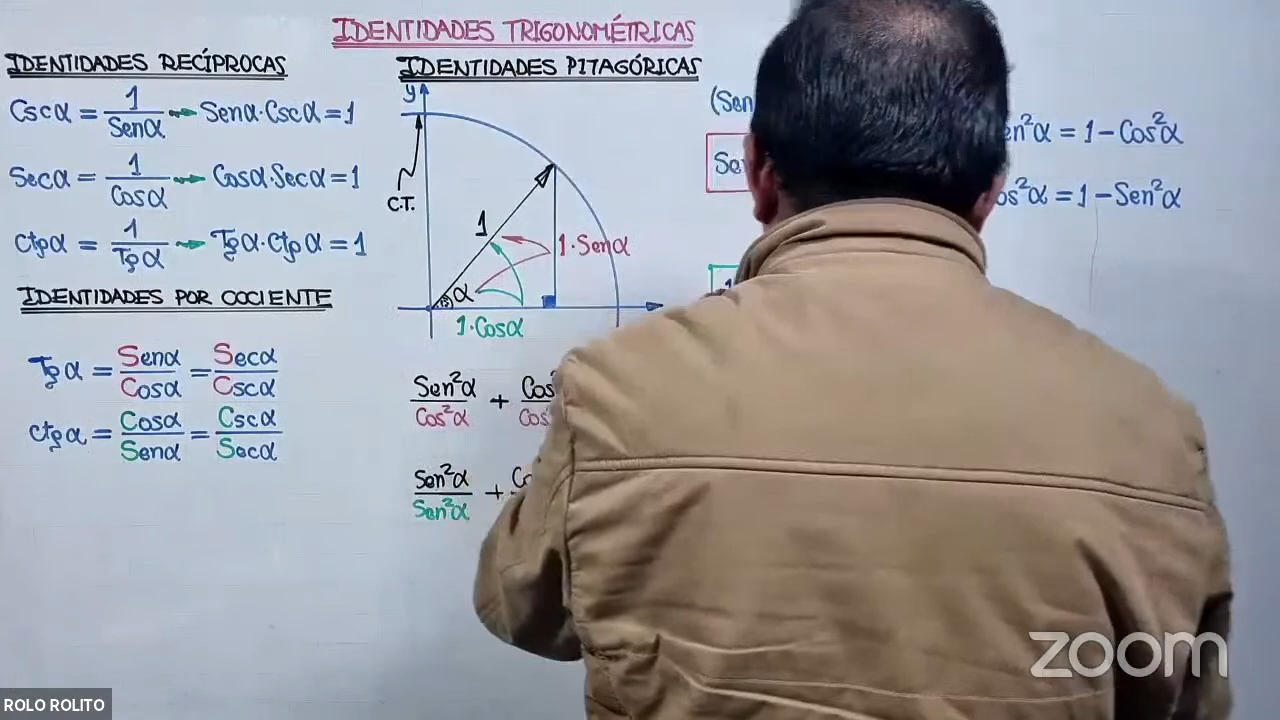 IDENTIDADES TRIGONOMÉTRICAS
IDENTIDADES RECÍPROCAS
Cscα = 1/Senα → Senα·Cscα = 1
Secα = 1/Cosα → Cosα·Secα = 1
Ctgα = 1/Tgα → Tgα·Ctgα = 1
IDENTIDADES POR COCIENTE
Tgα = Senα/Cosα = Secα/Cscα
Ctgα = Cosα/Senα = Cscα/Secα
IDENTIDADES PITAGÓRICAS
y
C.T.
1
1·Senα
α
1·Cosα
Sen²α/Cos²α +
Sen²α/Sen²α +
(Sen
Se
en²α = 1 - Cos²α
os²α = 1 - Sen²α
zoom
ROLO ROLITO